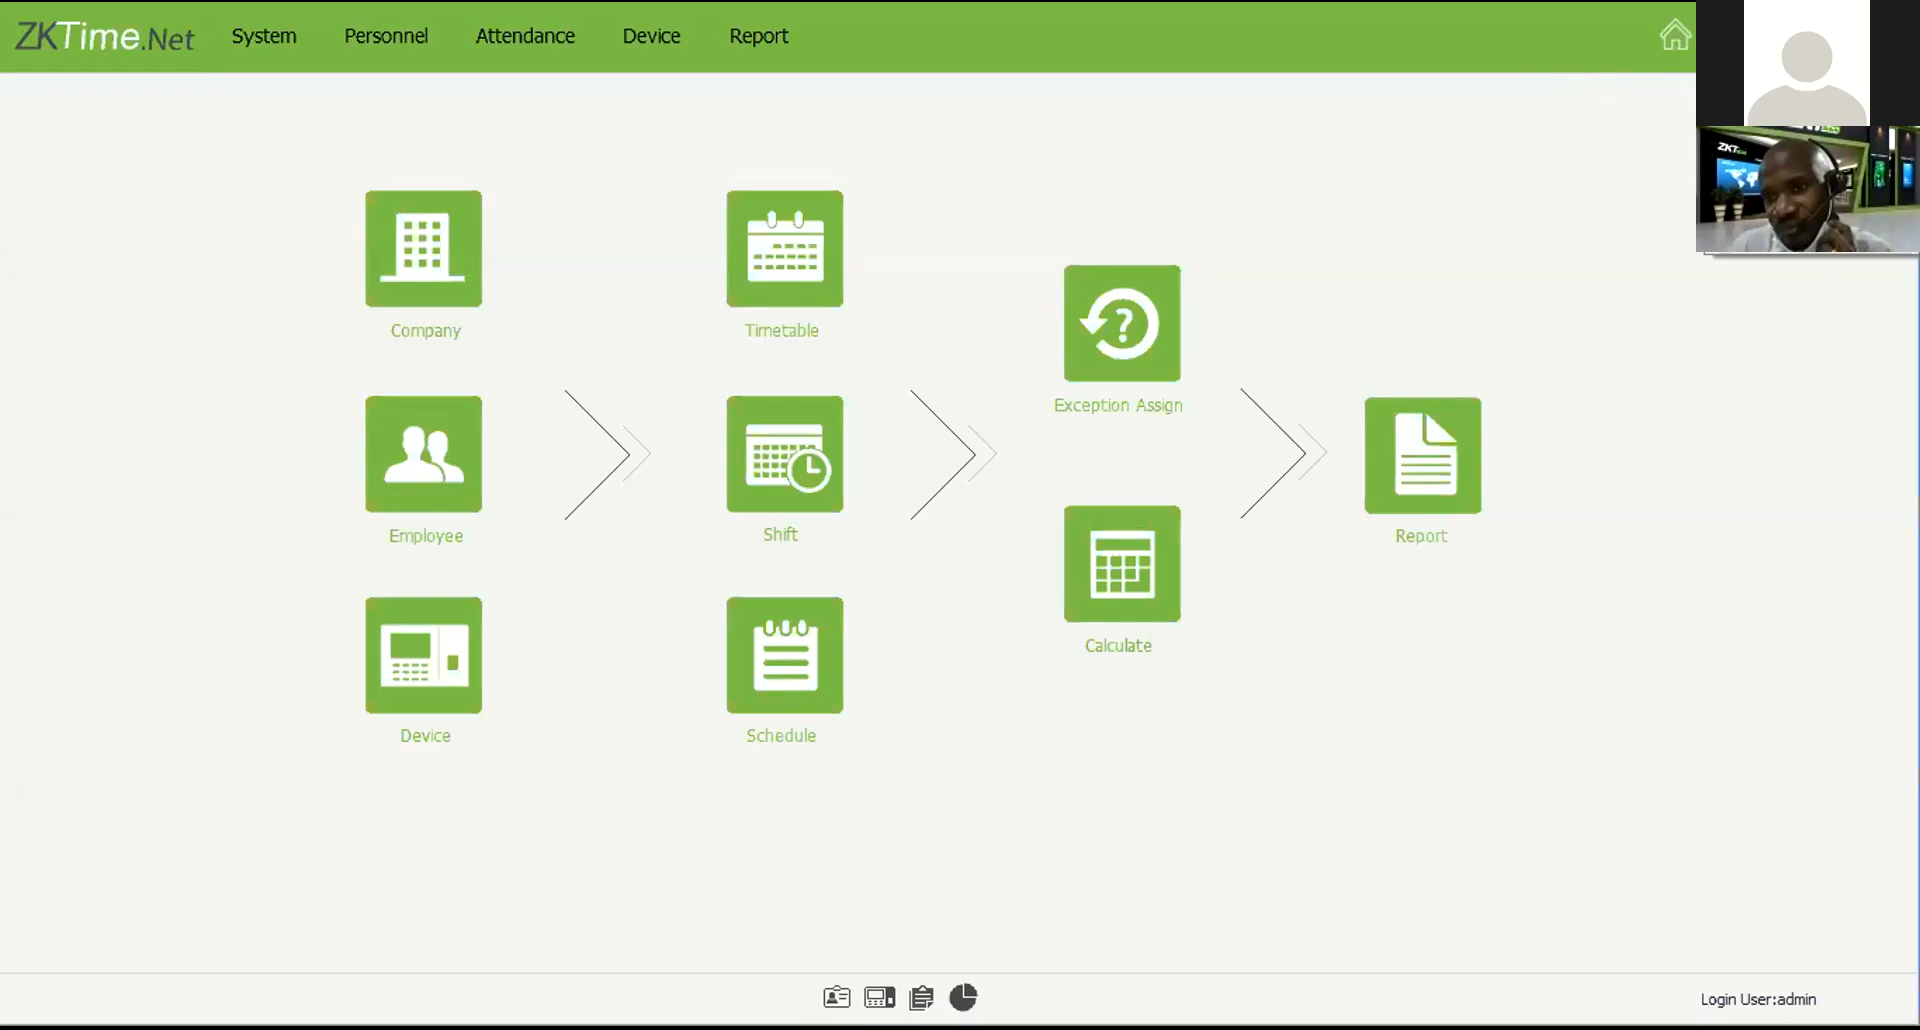 ZKTime.Net System Personnel Attendance Device Report
ZKT
Company
Timetable
Exception Assign
Employee
Shift
Report
Calculate
Device
Schedule
Login User:admin